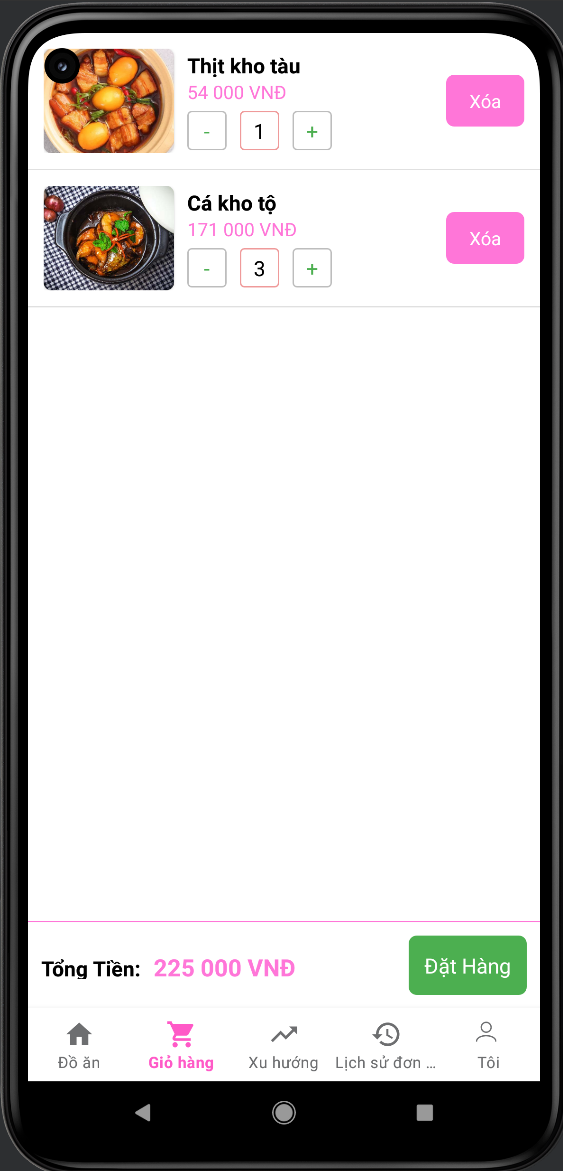 Thịt kho tàu
54 000 VNĐ
- 1 +
Xóa
Cá kho tộ
171 000 VNĐ
- 3 +
Xóa
Tổng Tiền: 225 000 VNĐ
Đặt Hàng
Đồ ăn
Giỏ hàng
Xu hướng
Lịch sử đơn ...
Tôi